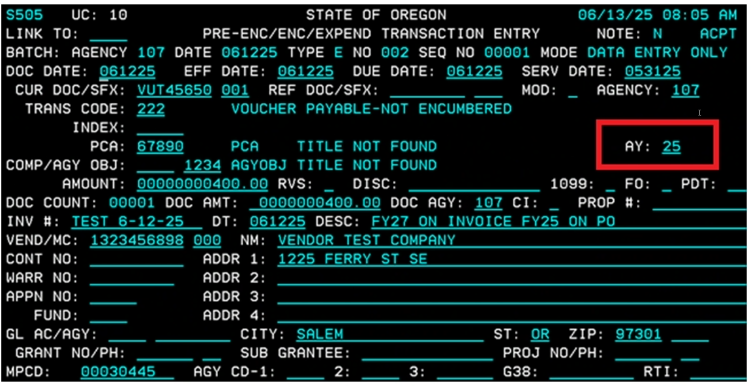 S505 UC: 10 STATE OF OREGON 06/13/25 08:05 AM
LINK TO: PRE-ENC/ENC/EXPEND TRANSACTION ENTRY NOTE: N ACPT
BATCH: AGENCY 107 DATE 061225 TYPE E NO 002 SEQ NO 00001 MODE DATA ENTRY ONLY
DOC DATE: 061225 EFF DATE: 061225 DUE DATE: 061225 SERV DATE: 053125
CUR DOC/SFX: VUT45650 001 REF DOC/SFX: MOD: AGENCY: 107
TRANS CODE: 222 VOUCHER PAYABLE-NOT ENCUMBERED
INDEX:
PCA: 67890 PCA TITLE NOT FOUND AY: 25
COMP/AGY OBJ: 1234 AGYOBJ TITLE NOT FOUND
AMOUNT: 00000000400.00 RVS: DISC: 1099: FO: PDT:
DOC COUNT: 00001 DOC AMT: 0000000400.00 DOC AGY: 107 CI: PROP #:
INV #: TEST 6-12-25 DT: 061225 DESC: FY27 ON INVOICE FY25 ON PO
VEND/MC: 1323456898 000 NM: VENDOR TEST COMPANY
CONT NO: ADDR 1: 1225 FERRY ST SE
WARR NO: ADDR 2:
APPN NO: ADDR 3:
FUND: ADDR 4:
GL AC/AGY: CITY: SALEM ST: OR ZIP: 97301
GRANT NO/PH: SUB GRANTEE: PROJ NO/PH:
MPCD: 00030445 AGY CD-1: 2: 3: G38: RTI: